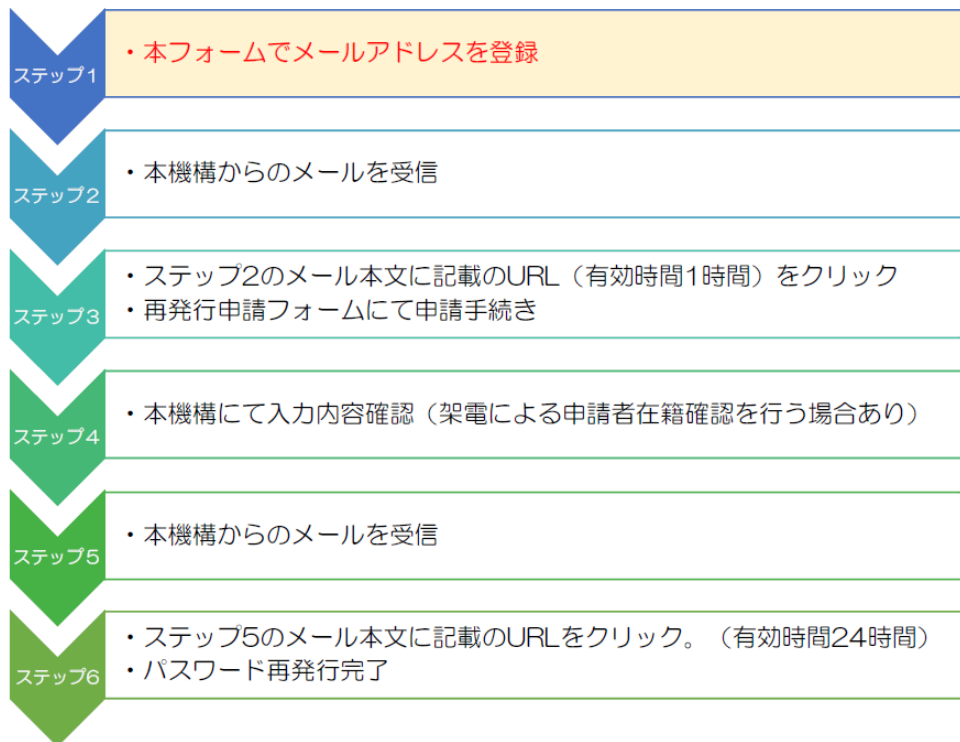 ステップ1
・本フォームでメールアドレスを登録
ステップ2
・本機構からのメールを受信
ステップ3
・ステップ2のメール本文に記載のURL（有効時間1時間）をクリック
・再発行申請フォームにて申請手続き
ステップ4
・本機構にて入力内容確認（架電による申請者在籍確認を行う場合あり）
ステップ5
・本機構からのメールを受信
ステップ6
・ステップ5のメール本文に記載のURLをクリック。（有効時間24時間）
・パスワード再発行完了